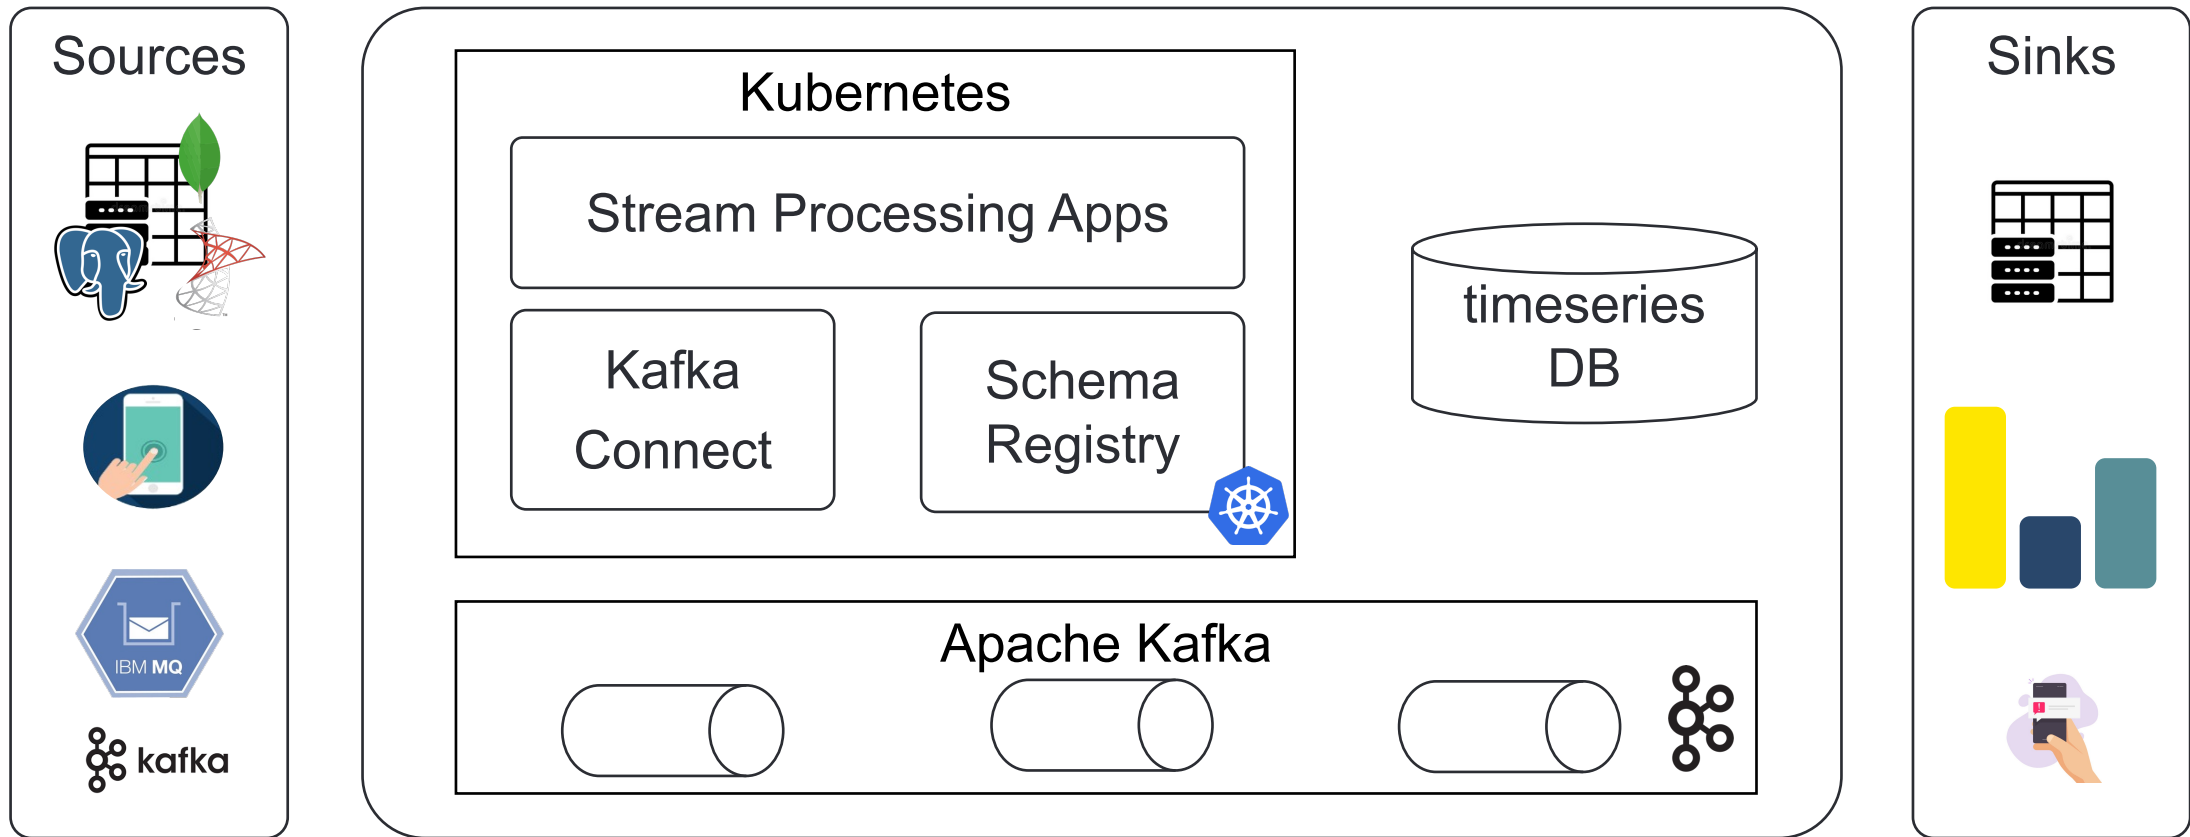 Sources
IBM MQ
kafka
Kubernetes
Stream Processing Apps
Kafka
Connect
Schema
Registry
timeseries
DB
Apache Kafka
Sinks